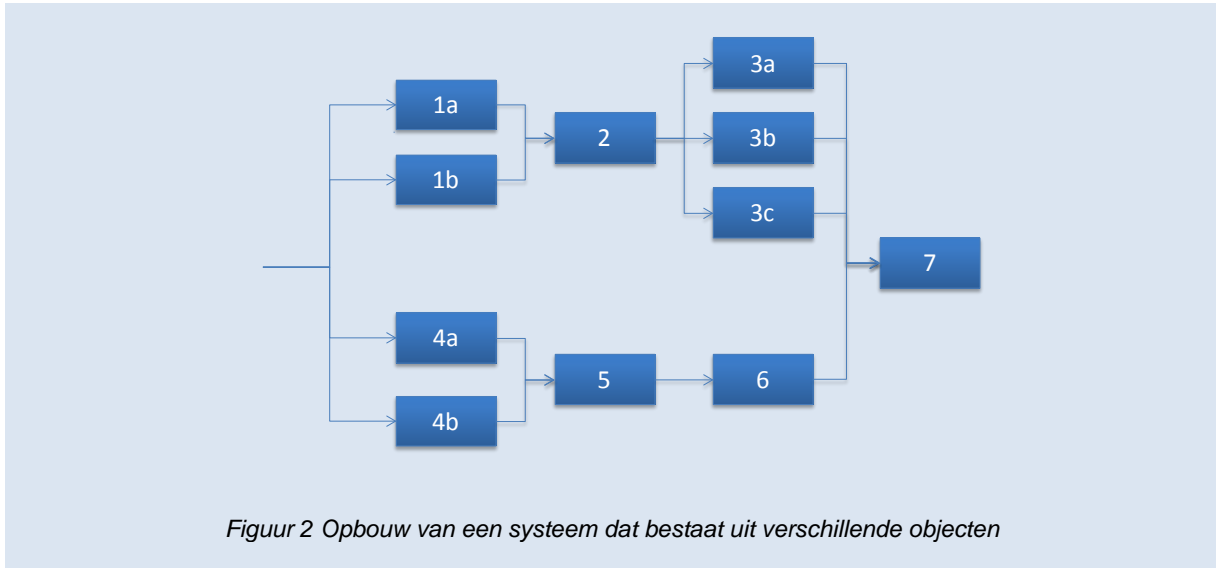 3a
1a
2
3b
1b
3c
7
4a
5
6
4b
Figuur 2 Opbouw van een systeem dat bestaat uit verschillende objecten